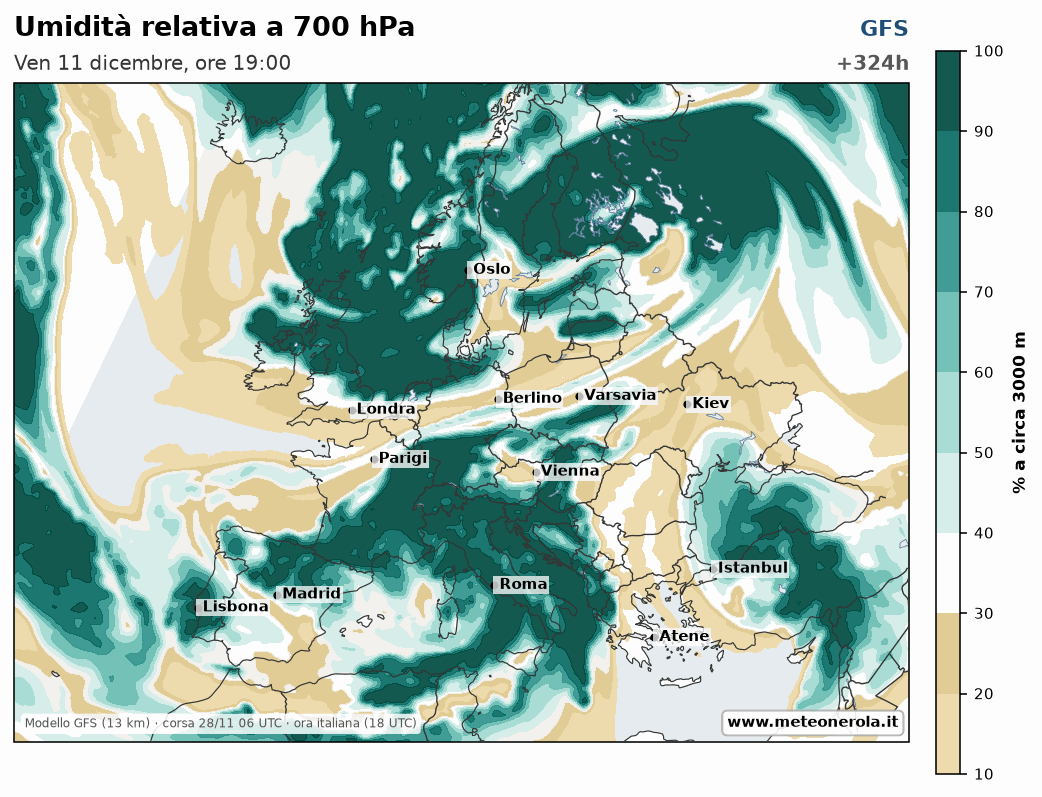 Umidità relativa a 700 hPa
GFS
Ven 11 dicembre, ore 19:00
+324h
100
90
80
70
60
50
40
30
20
10
% a circa 3000 m
Oslo
Londra
Berlino
Varsavia
Kiev
Parigi
Vienna
Istanbul
Roma
Madrid
Lisbona
Atene
Modello GFS (13 km) · corsa 28/11 06 UTC · ora italiana (18 UTC)
www.meteonerola.it